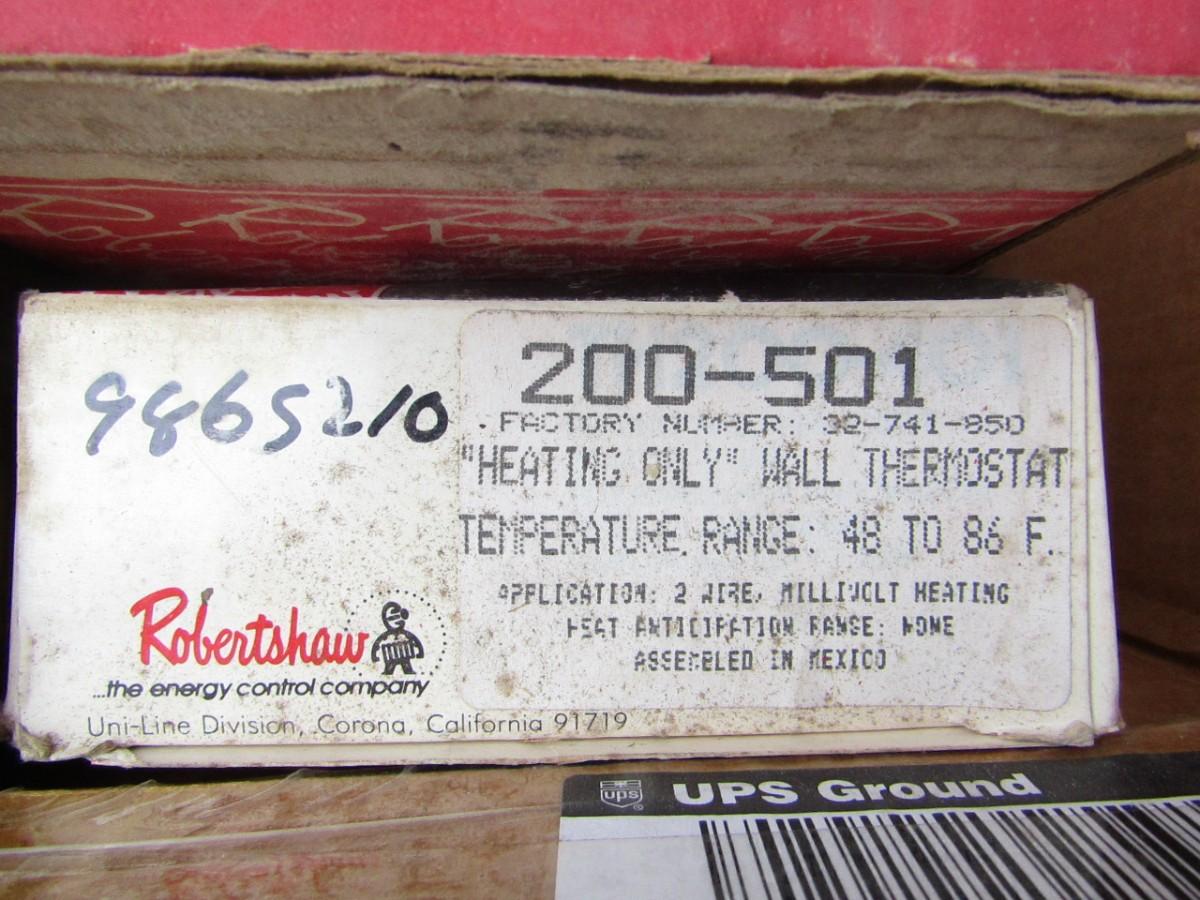 9865210
200-501
FACTORY NUMBER: 32-741-950
"HEATING ONLY" WALL THERMOSTAT
TEMPERATURE RANGE: 48 TO 86 F.
APPLICATION: 2 WIRE, MILLIVOLT HEATING
HEAT ANTICIPATION RANGE: NONE
ASSEMBLED IN MEXICO
Robertshaw
...the energy control company
Uni-Line Division, Corona, California 91719
ups UPS Ground